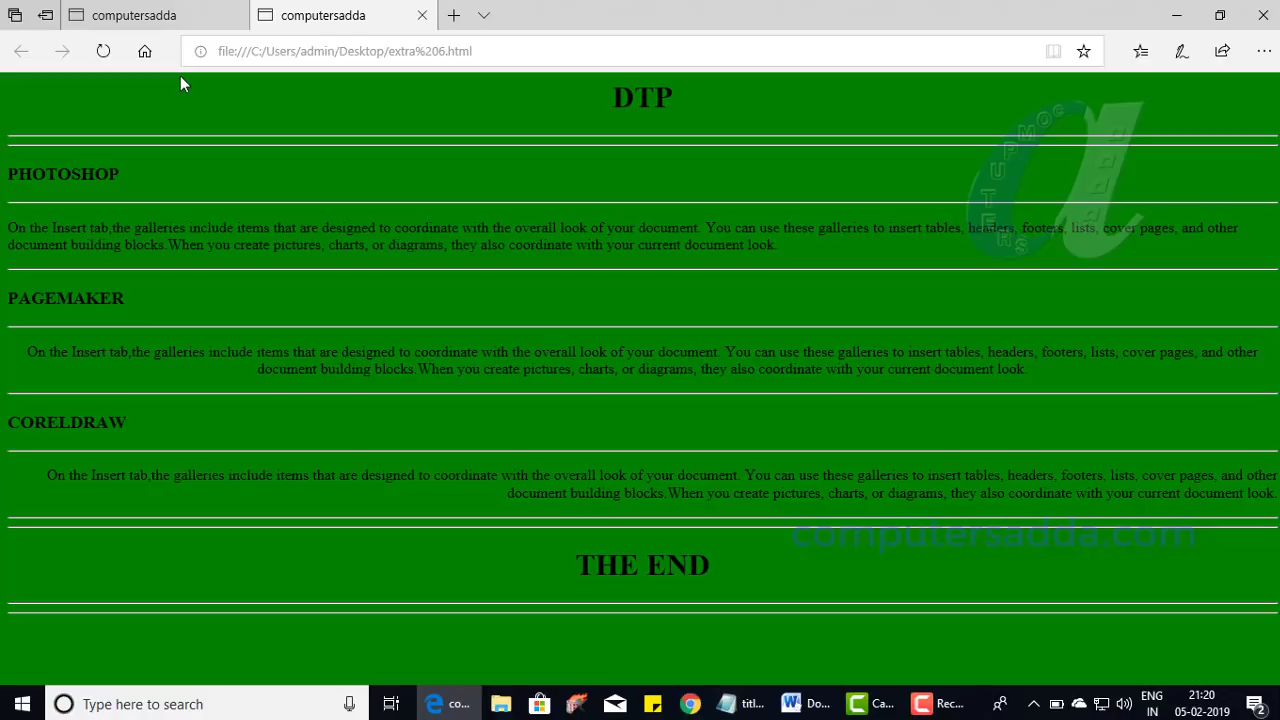 computersadda
computersadda
file:///C:/Users/admin/Desktop/extra%206.html
DTP
COMPUTERS
adda
PHOTOSHOP
On the Insert tab,the galleries include items that are designed to coordinate with the overall look of your document. You can use these galleries to insert tables, headers, footers, lists, cover pages, and other
document building blocks.When you create pictures, charts, or diagrams, they also coordinate with your current document look.
PAGEMAKER
On the Insert tab,the galleries include items that are designed to coordinate with the overall look of your document. You can use these galleries to insert tables, headers, footers, lists, cover pages, and other
document building blocks.When you create pictures, charts, or diagrams, they also coordinate with your current document look.
CORELDRAW
On the Insert tab,the galleries include items that are designed to coordinate with the overall look of your document. You can use these galleries to insert tables, headers, footers, lists, cover pages, and other
document building blocks.When you create pictures, charts, or diagrams, they also coordinate with your current document look.
computersadda.com
THE END
Type here to search
co...
titl...
Do...
Ca...
Rec...
ENG
IN
21:20
05-02-2019
2